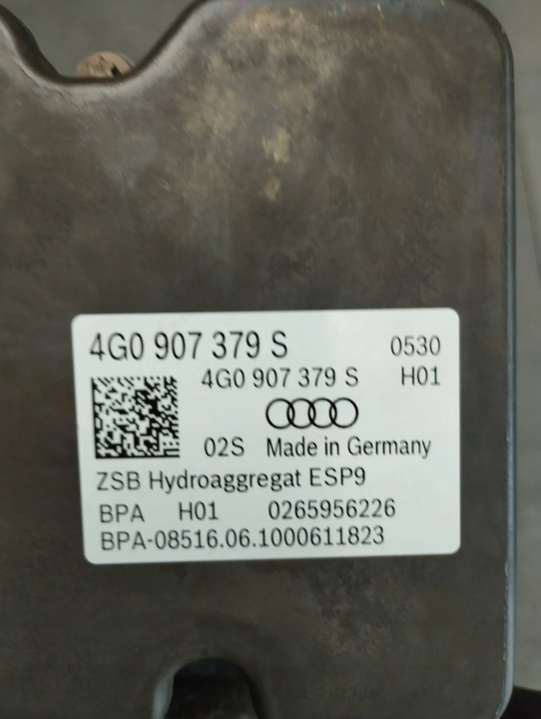 4G0 907 379 S 0530
4G0 907 379 S H01
02S Made in Germany
ZSB Hydroaggregat ESP9
BPA H01 0265956226
BPA-08516.06.1000611823